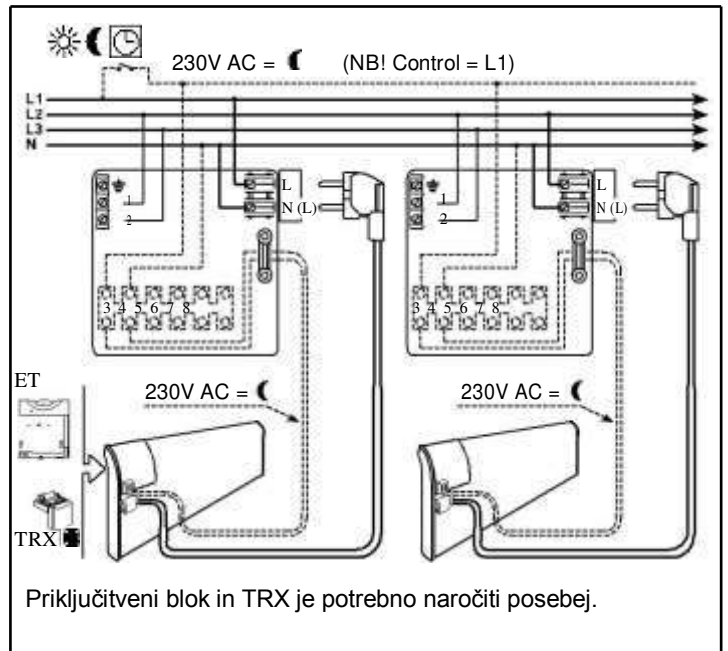 230V AC = (NB! Control = L1)
L1
L2
L3
N
L L
1 N (L) 1 N (L)
2 2
3 4 5 6 7 8 3 4 5 6 7 8
ET
230V AC = 230V AC =
TRX
Priključitveni blok in TRX je potrebno naročiti posebej.